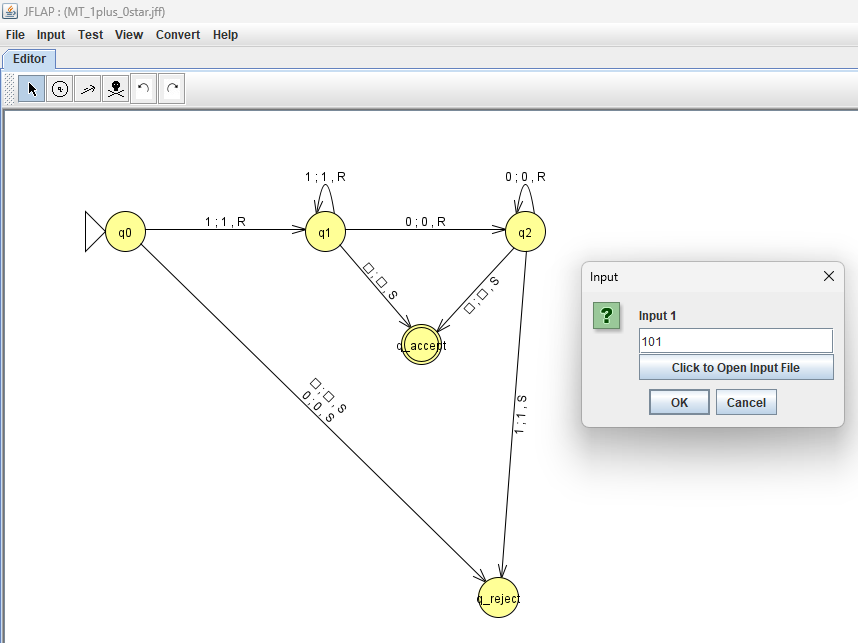 JFLAP : (MT_1plus_0star.jff)
File Input Test View Convert Help
Editor
1 ; 1 , R
0 ; 0 , R
q0
1 ; 1 , R
q1
0 ; 0 , R
q2
□ ; □ , S
□ ; □ , S
q_accept
□ ; □ , S
0 ; 0 , S
1 ; 1 , S
q_reject
Input
?
Input 1
101
Click to Open Input File
OK
Cancel